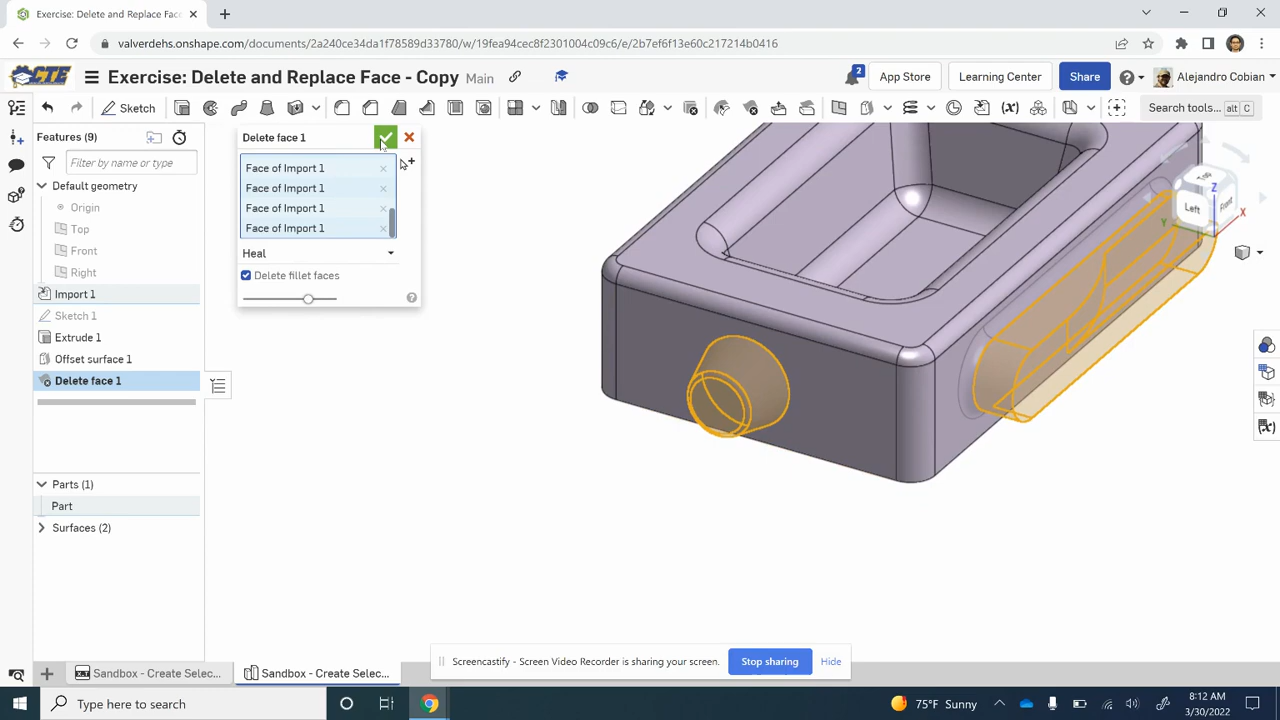 Exercise: Delete and Replace Face
valverdehs.onshape.com/documents/2a240ce34da1f78589d33780/w/19fea94cec8f2301004c09c6/e/2b7ef6f13e60c217214b0416
CTE
Exercise: Delete and Replace Face - Copy
Main
2
App Store
Learning Center
Share
Alejandro Cobian
Sketch
Search tools...
alt C
Features (9)
Filter by name or type
Default geometry
Origin
Top
Front
Right
Import 1
Sketch 1
Extrude 1
Offset surface 1
Delete face 1
Parts (1)
Part
Surfaces (2)
Delete face 1
Face of Import 1
Face of Import 1
Face of Import 1
Face of Import 1
Heal
Delete fillet faces
Top
Left
Front
Z
X
Y
Sandbox - Create Selec...
Sandbox - Create Selec...
Screencastify - Screen Video Recorder is sharing your screen.
Stop sharing
Hide
Type here to search
75°F Sunny
8:12 AM
3/30/2022